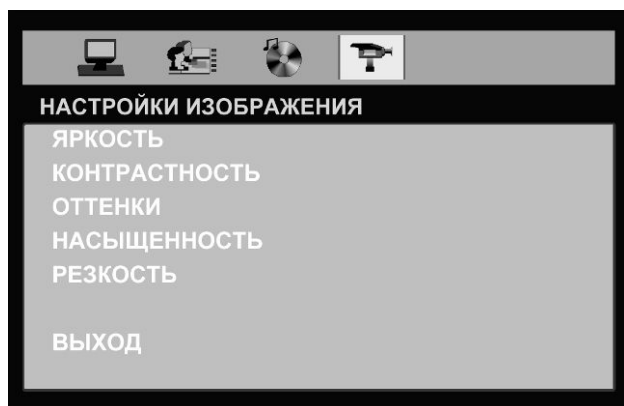 НАСТРОЙКИ ИЗОБРАЖЕНИЯ
ЯРКОСТЬ
КОНТРАСТНОСТЬ
ОТТЕНКИ
НАСЫЩЕННОСТЬ
РЕЗКОСТЬ
ВЫХОД